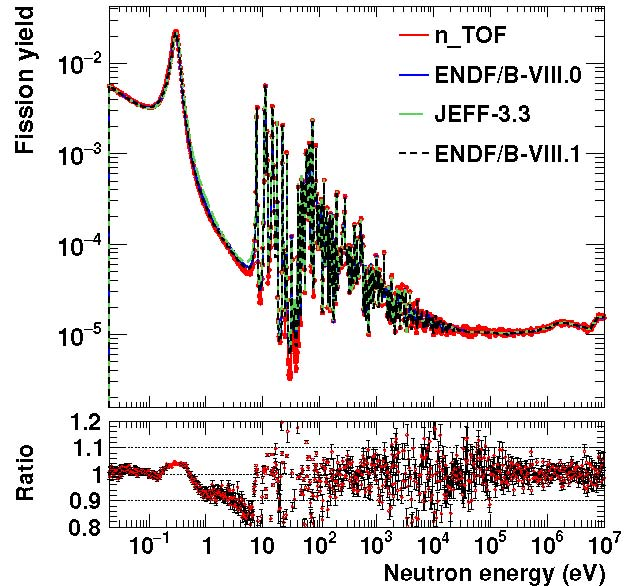 Fission yield
n_TOF
ENDF/B-VIII.0
JEFF-3.3
ENDF/B-VIII.1
10⁻²
10⁻³
10⁻⁴
10⁻⁵
Ratio
1.2
1.1
1
0.9
0.8
10⁻¹ 1 10 10² 10³ 10⁴ 10⁵ 10⁶ 10⁷
Neutron energy (eV)